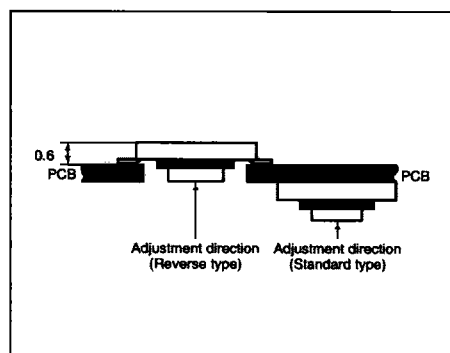 0.6
PCB
PCB
Adjustment direction
(Reverse type)
Adjustment direction
(Standard type)